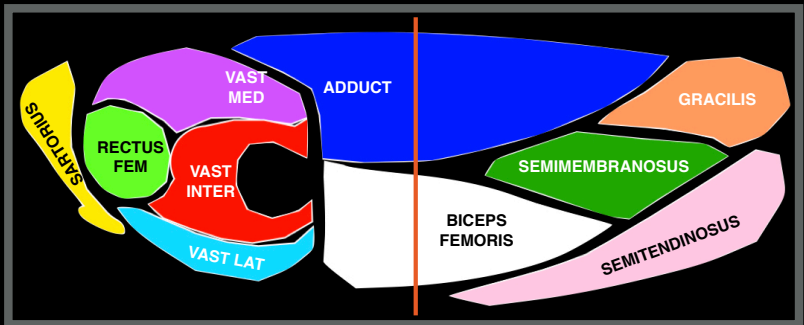 SARTORIUS
RECTUS
FEM
VAST
MED
VAST
INTER
VAST LAT
ADDUCT
BICEPS
FEMORIS
GRACILIS
SEMIMEMBRANOSUS
SEMITENDINOSUS